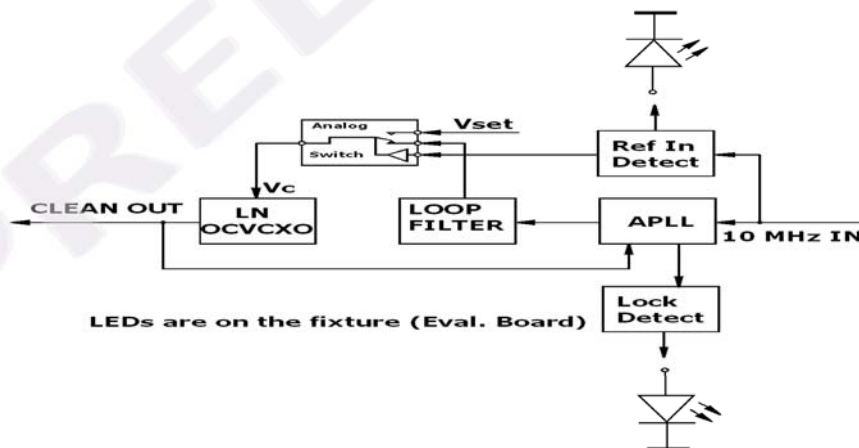 PREL
Analog
Switch
Vset
Ref In
Detect
Vc
CLEAN OUT
LN
OCVCXO
LOOP
FILTER
APLL
10 MHz IN
Lock
Detect
LEDs are on the fixture (Eval. Board)